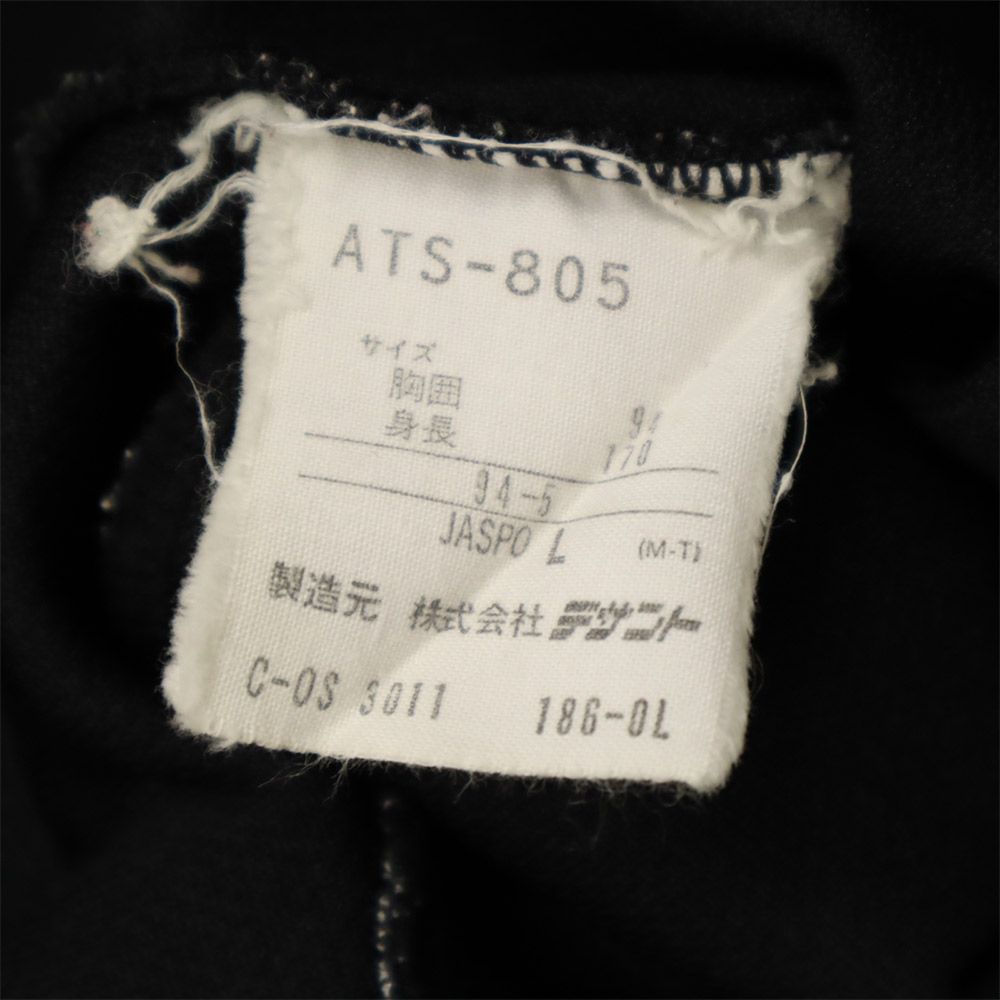 ATS-805
サイズ
胸囲 94
身長 170
94-5
JASPO L (M-T)
製造元 株式会社 デサント
C-OS 3011 186-0L